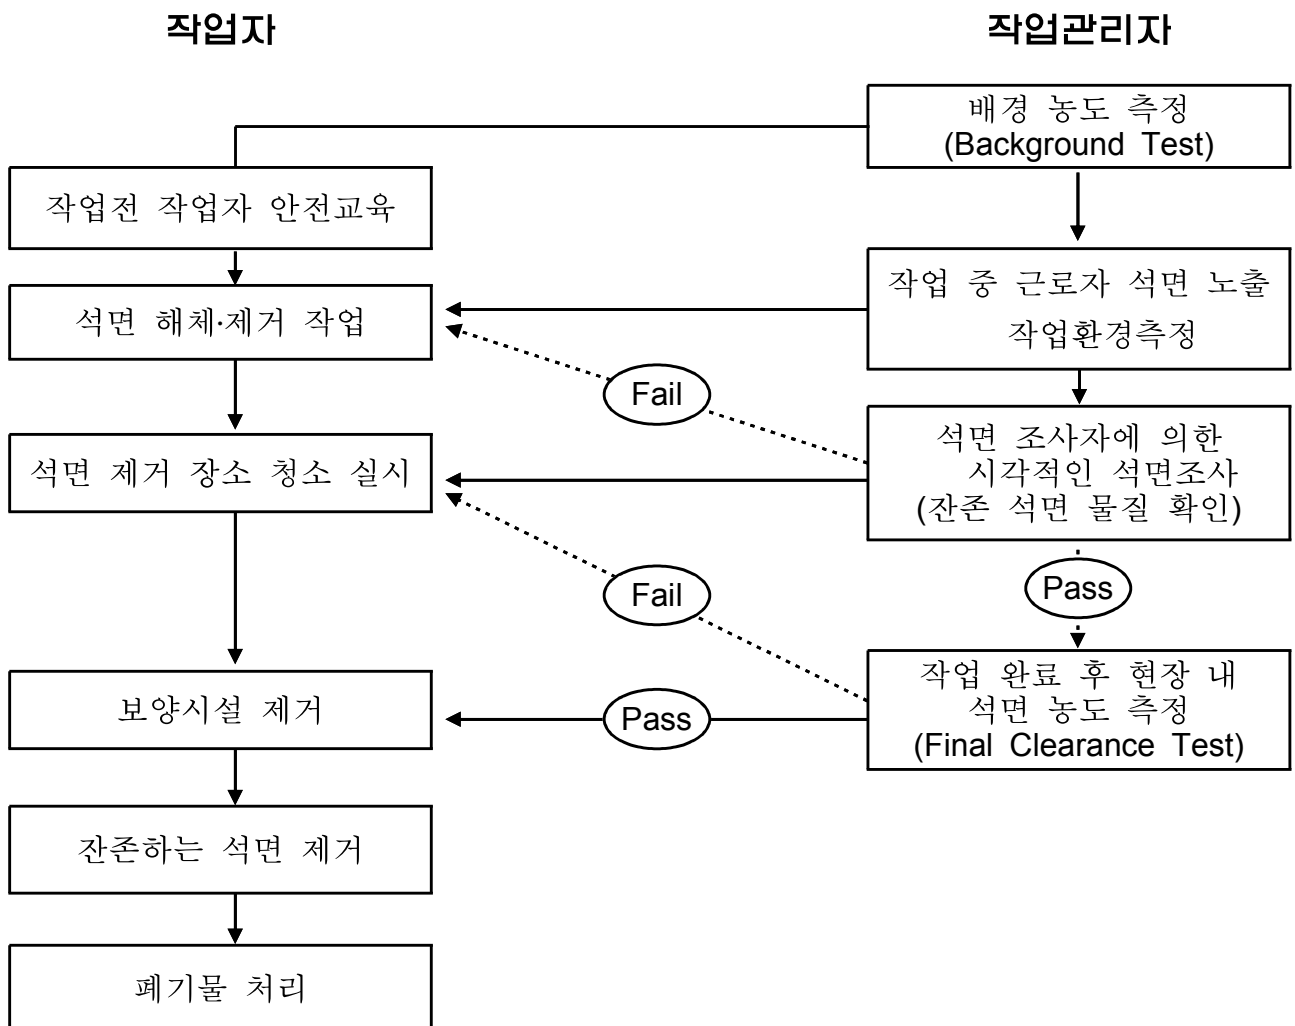 작업자
작업관리자
배경 농도 측정
(Background Test)
작업전 작업자 안전교육
작업 중 근로자 석면 노출
작업환경측정
석면 해체·제거 작업
Fail
석면 조사자에 의한
시각적인 석면조사
(잔존 석면 물질 확인)
석면 제거 장소 청소 실시
Pass
Fail
작업 완료 후 현장 내
석면 농도 측정
(Final Clearance Test)
보양시설 제거
Pass
잔존하는 석면 제거
폐기물 처리